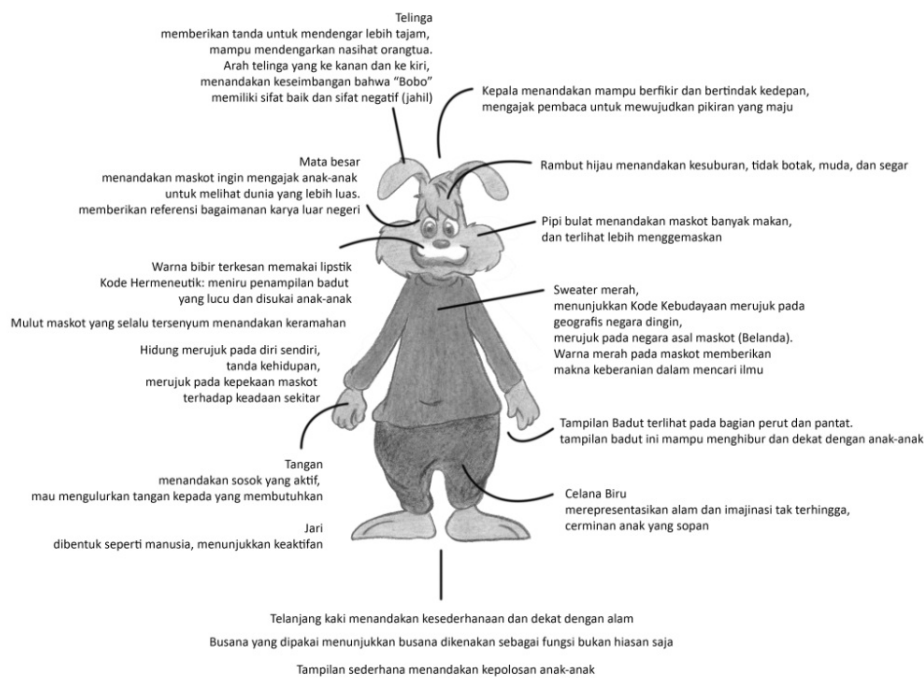 Telinga
memberikan tanda untuk mendengar lebih tajam,
mampu mendengarkan nasihat orangtua.
Arah telinga yang ke kanan dan ke kiri,
menandakan keseimbangan bahwa “Bobo”
memiliki sifat baik dan sifat negatif (jahil)
Kepala menandakan mampu berfikir dan bertindak kedepan,
mengajak pembaca untuk mewujudkan pikiran yang maju
Mata besar
menandakan maskot ingin mengajak anak-anak
untuk melihat dunia yang lebih luas.
memberikan referensi bagaimanan karya luar negeri
Rambut hijau menandakan kesuburan, tidak botak, muda, dan segar
Pipi bulat menandakan maskot banyak makan,
dan terlihat lebih menggemaskan
Warna bibir terkesan memakai lipstik
Kode Hermeneutik: meniru penampilan badut
yang lucu dan disukai anak-anak
Mulut maskot yang selalu tersenyum menandakan keramahan
Sweater merah,
menunjukkan Kode Kebudayaan merujuk pada
geografis negara dingin,
merujuk pada negara asal maskot (Belanda).
Warna merah pada maskot memberikan
makna keberanian dalam mencari ilmu
Hidung merujuk pada diri sendiri,
tanda kehidupan,
merujuk pada kepekaan maskot
terhadap keadaan sekitar
Tampilan Badut terlihat pada bagian perut dan pantat.
tampilan badut ini mampu menghibur dan dekat dengan anak-anak
Tangan
menandakan sosok yang aktif,
mau mengulurkan tangan kepada yang membutuhkan
Celana Biru
merepresentasikan alam dan imajinasi tak terhingga,
cerminan anak yang sopan
Jari
dibentuk seperti manusia, menunjukkan keaktifan
Telanjang kaki menandakan kesederhanaan dan dekat dengan alam
Busana yang dipakai menunjukkan busana dikenakan sebagai fungsi bukan hiasan saja
Tampilan sederhana menandakan kepolosan anak-anak